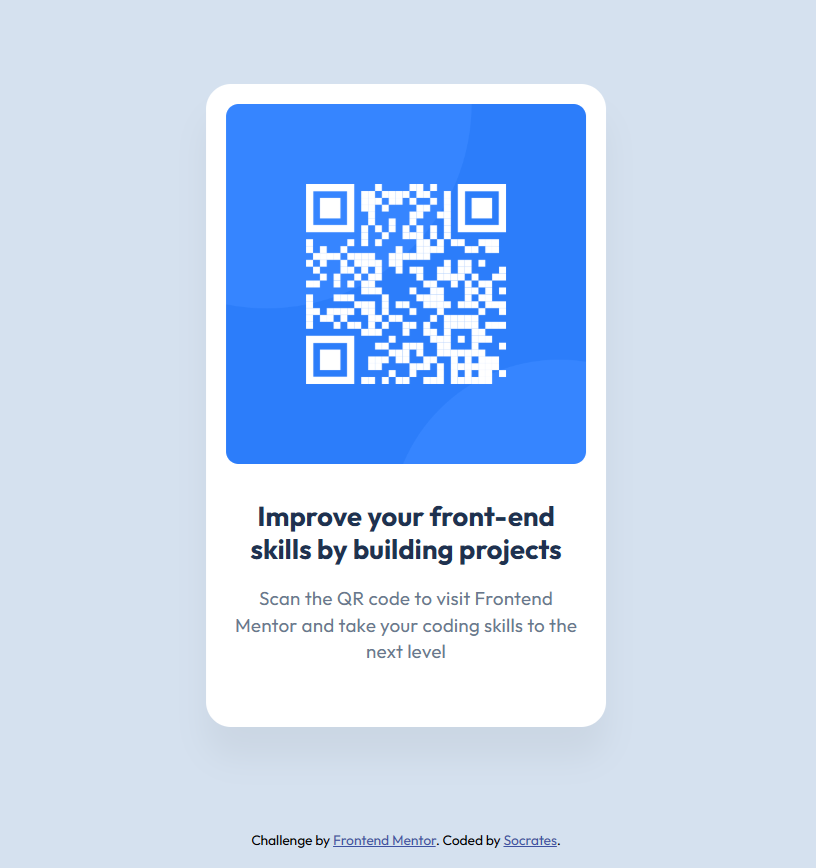 Improve your front-end
skills by building projects
Scan the QR code to visit Frontend
Mentor and take your coding skills to the
next level
Challenge by Frontend Mentor. Coded by Socrates.